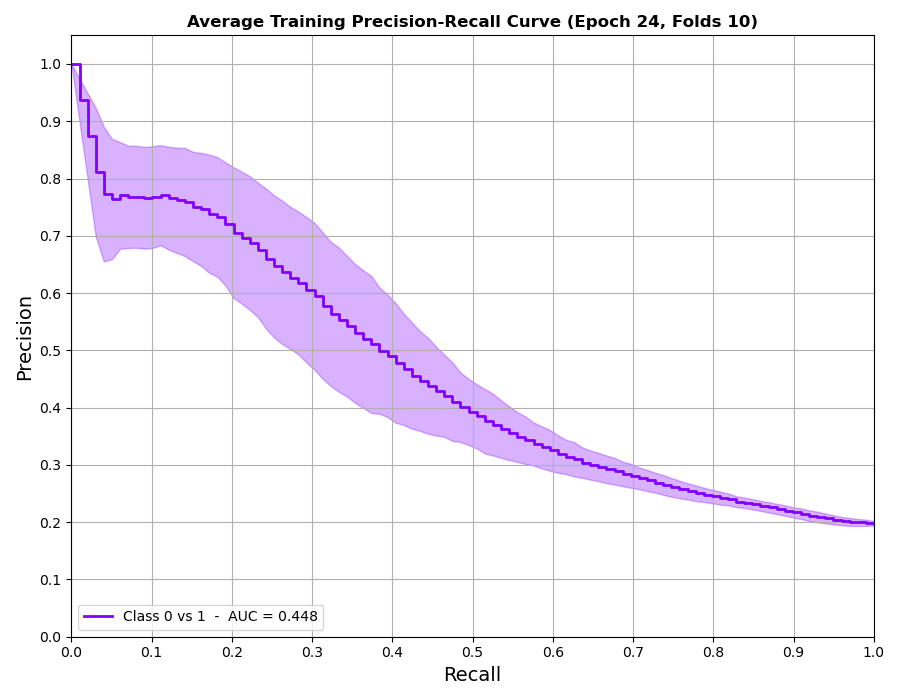 Average Training Precision-Recall Curve (Epoch 24, Folds 10)
Precision
1.0
0.9
0.8
0.7
0.6
0.5
0.4
0.3
0.2
0.1
0.0
Class 0 vs 1 - AUC = 0.448
0.0 0.1 0.2 0.3 0.4 0.5 0.6 0.7 0.8 0.9 1.0
Recall